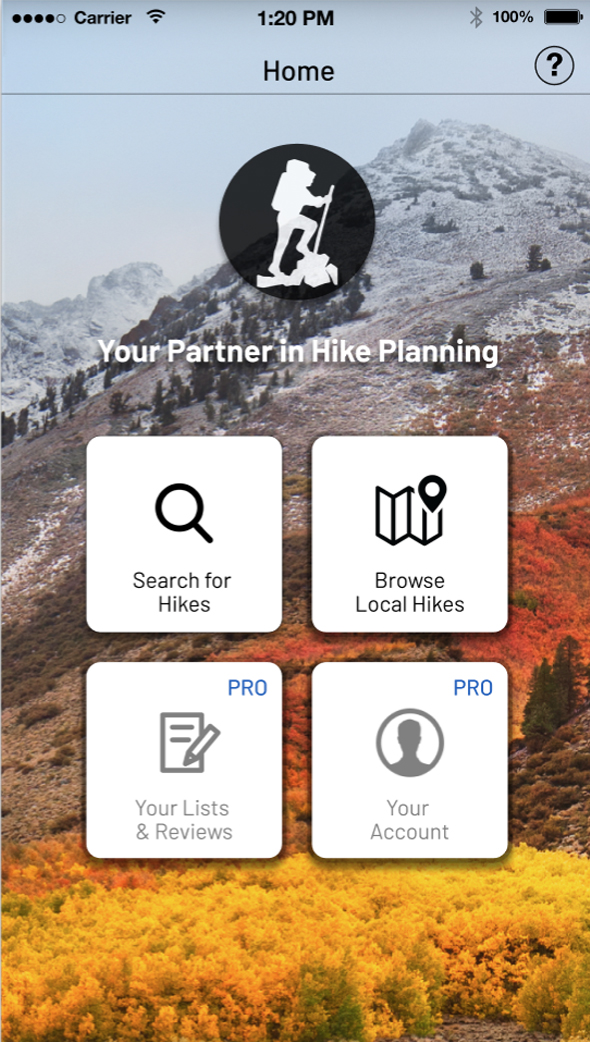 Carrier 1:20 PM 100%
Home
?
Your Partner in Hike Planning
Search for
Hikes
Browse
Local Hikes
PRO
Your Lists
& Reviews
PRO
Your
Account